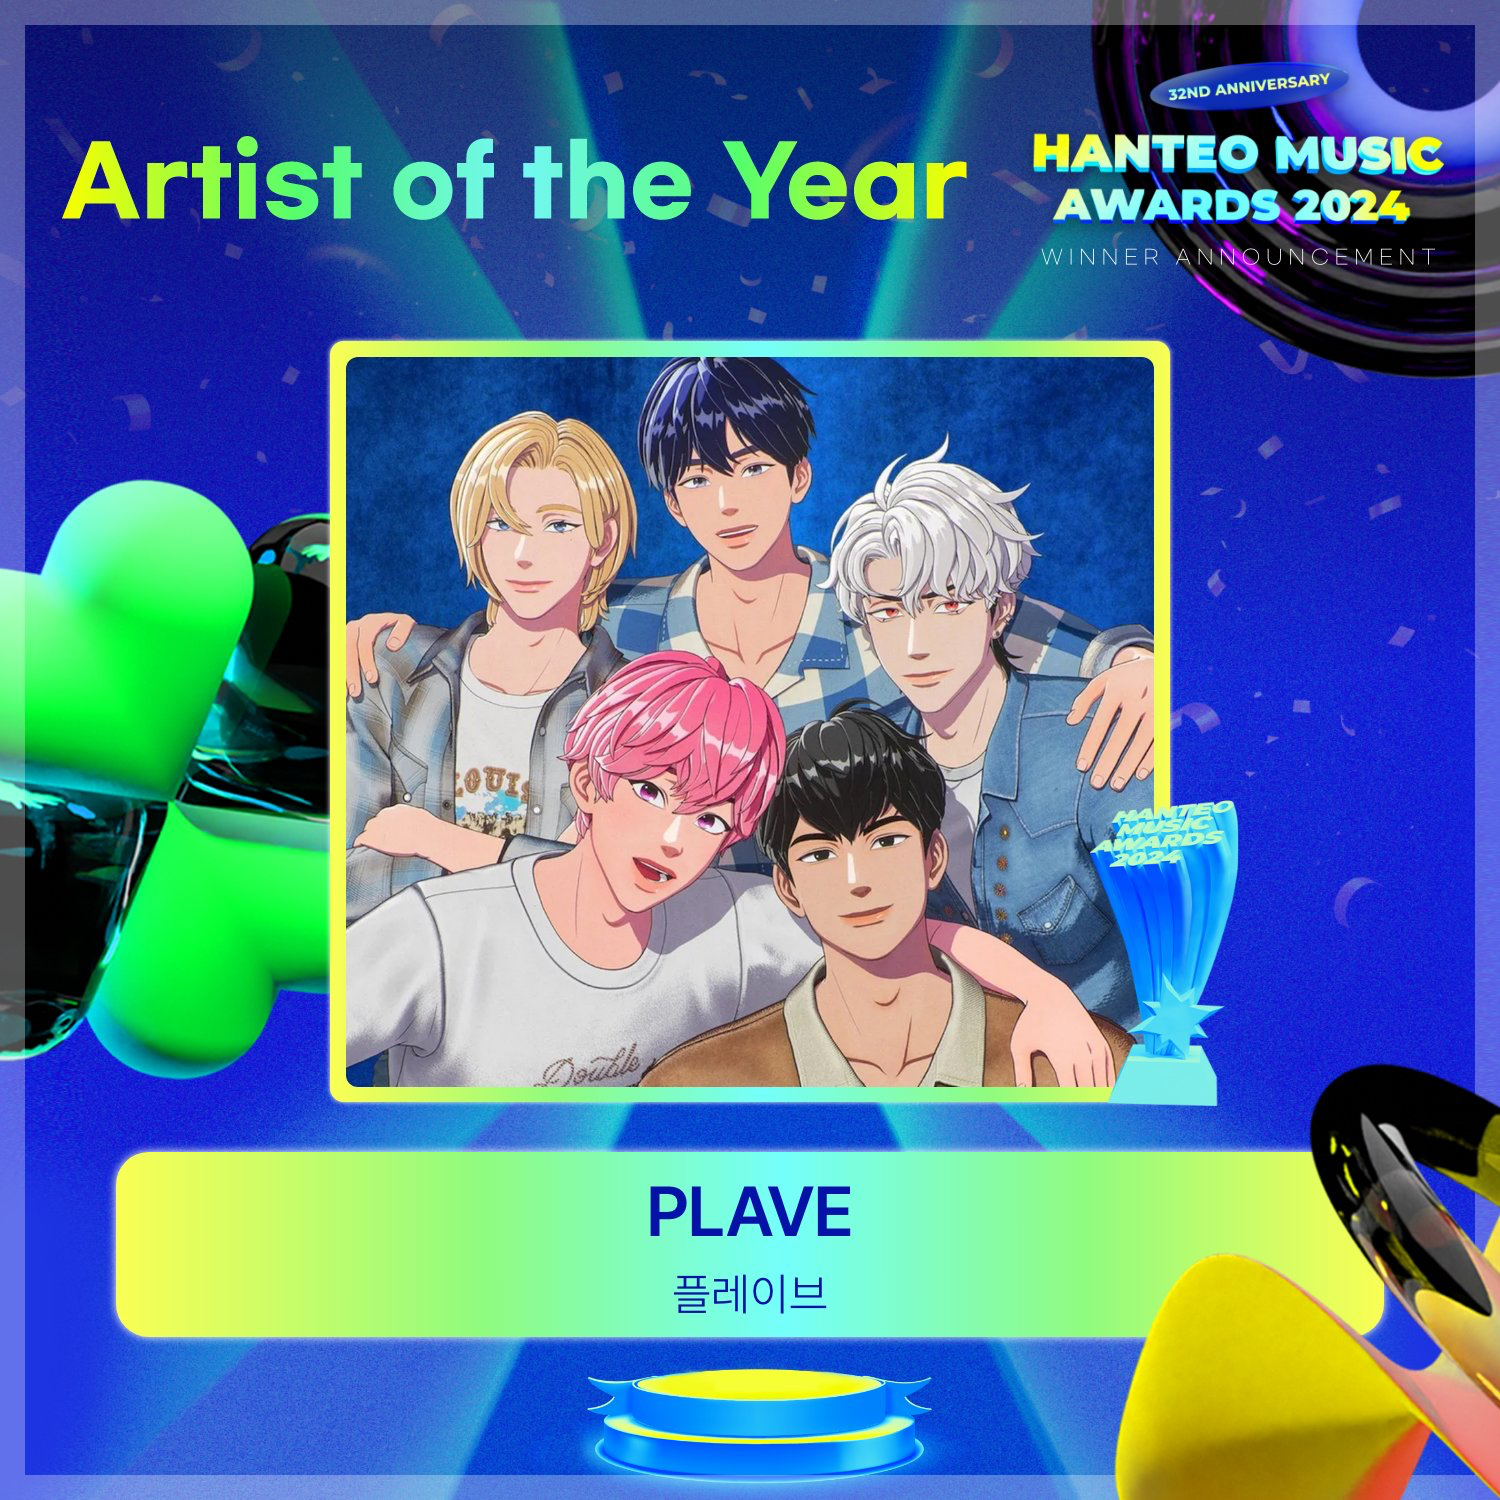 Artist of the Year
32ND ANNIVERSARY
HANTEO MUSIC
AWARDS 2024
WINNER ANNOUNCEMENT
LOUIS
Double
HANTEO
MUSIC
AWARDS
2024
PLAVE
플레이브